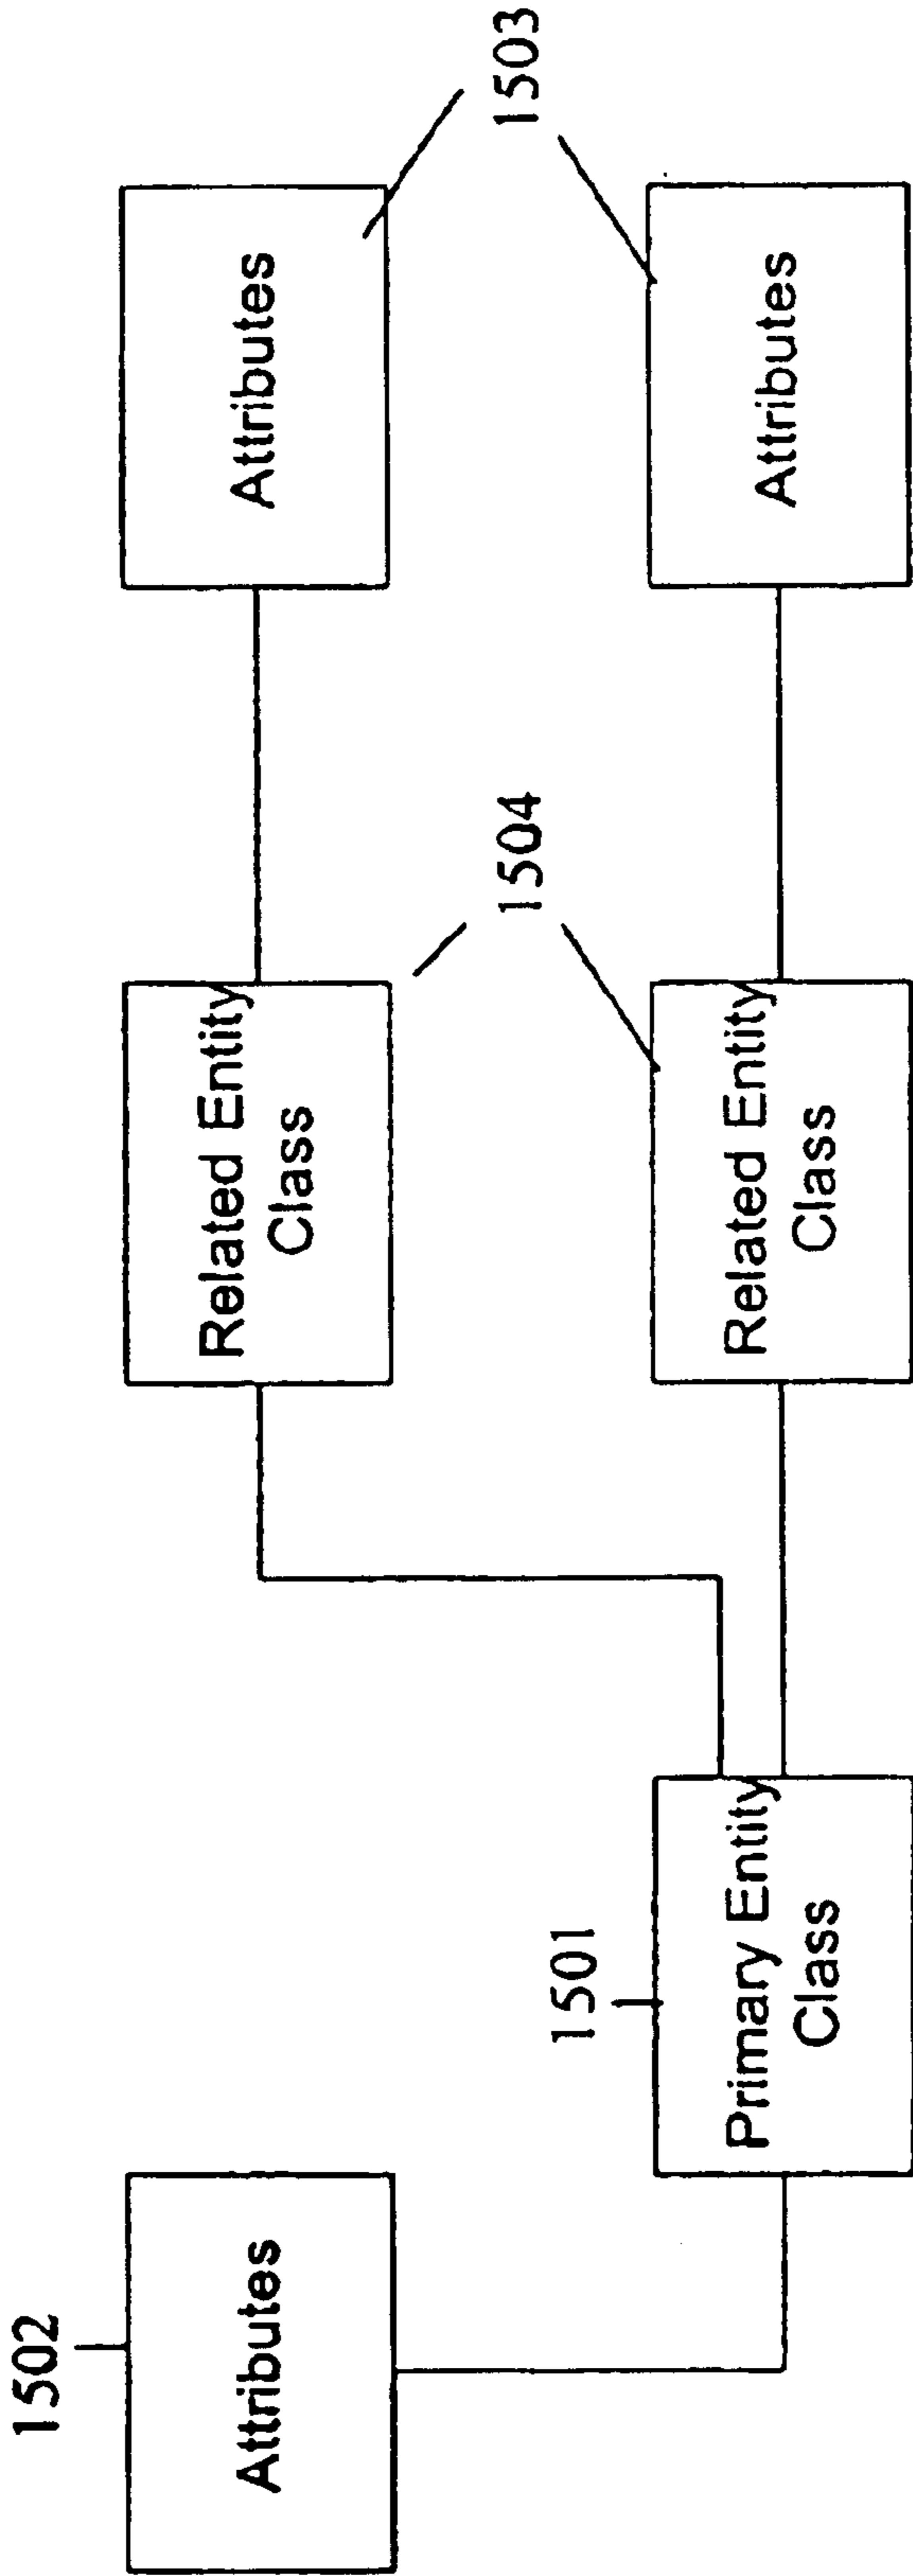 1502
Attributes
Related Entity
Class
Attributes
1504
1503
1501
Primary Entity
Class
Related Entity
Class
Attributes